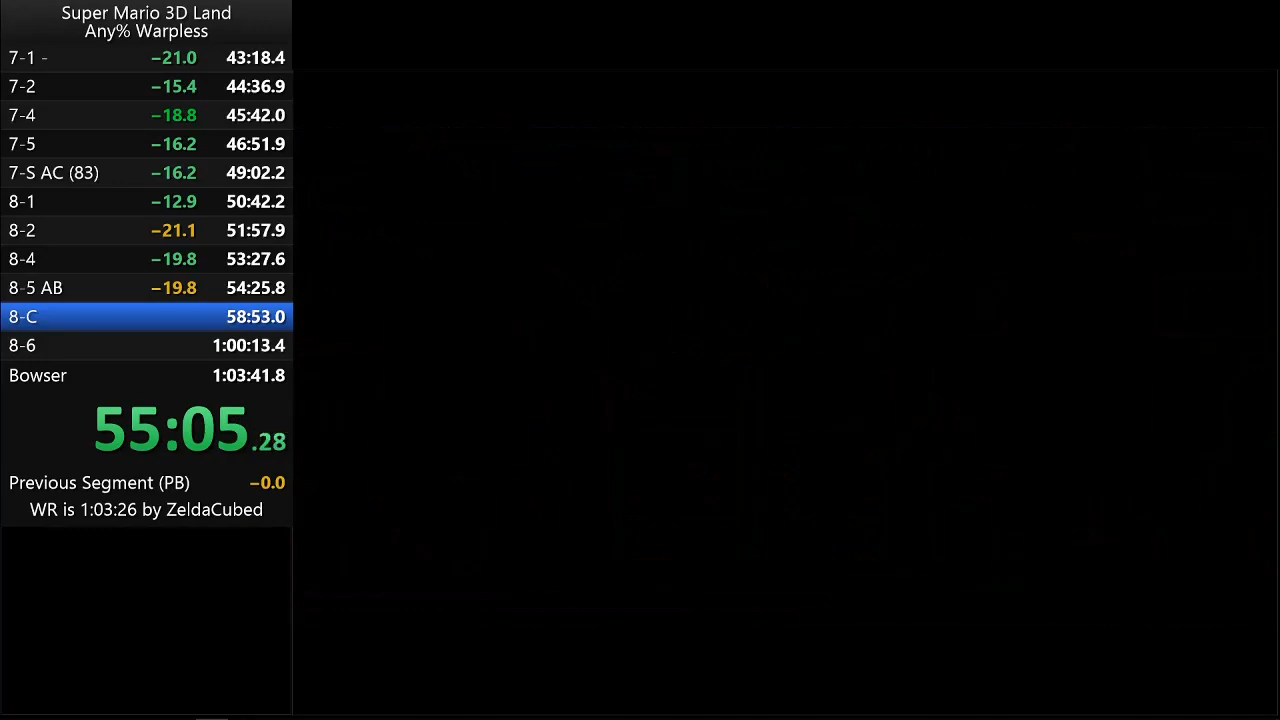 Super Mario 3D Land
Any% Warpless
7-1 - −21.0 43:18.4
7-2 −15.4 44:36.9
7-4 −18.8 45:42.0
7-5 −16.2 46:51.9
7-S AC (83) −16.2 49:02.2
8-1 −12.9 50:42.2
8-2 −21.1 51:57.9
8-4 −19.8 53:27.6
8-5 AB −19.8 54:25.8
8-C 58:53.0
8-6 1:00:13.4
Bowser 1:03:41.8
55:05.28
Previous Segment (PB) −0.0
WR is 1:03:26 by ZeldaCubed